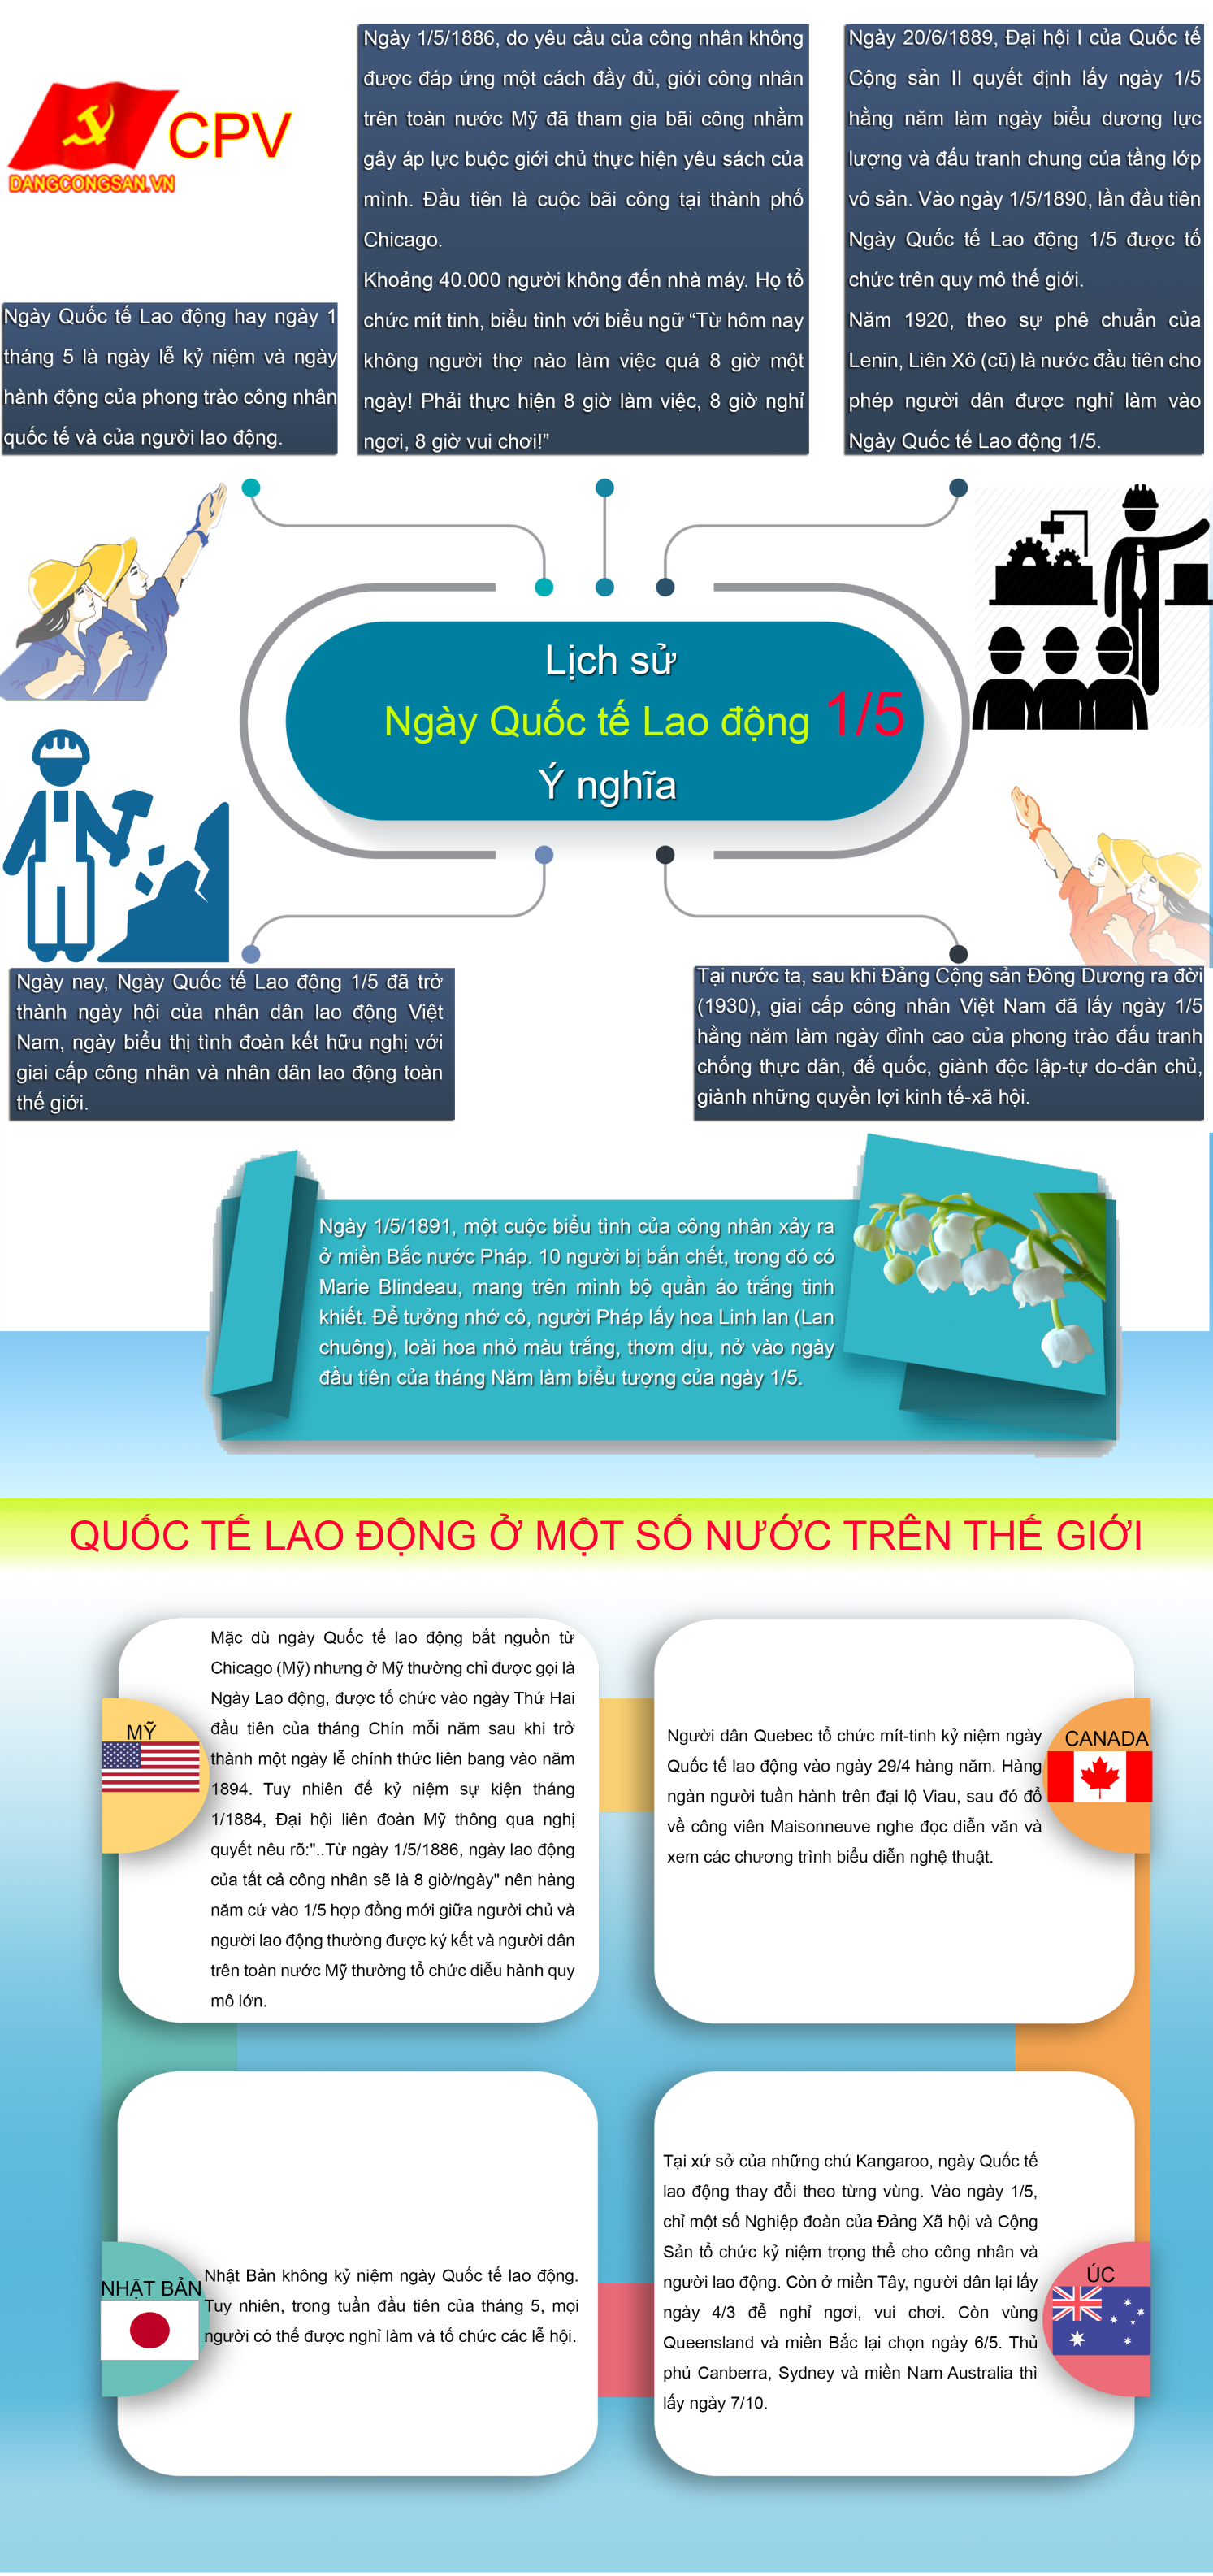 CPV
DANGCONGSAN.VN
Ngày Quốc tế Lao động hay ngày 1
tháng 5 là ngày lễ kỷ niệm và ngày
hành động của phong trào công nhân
quốc tế và của người lao động.
Ngày 1/5/1886, do yêu cầu của công nhân không
được đáp ứng một cách đầy đủ, giới công nhân
trên toàn nước Mỹ đã tham gia bãi công nhằm
gây áp lực buộc giới chủ thực hiện yêu sách của
mình. Đầu tiên là cuộc bãi công tại thành phố
Chicago.
Khoảng 40.000 người không đến nhà máy. Họ tổ
chức mít tinh, biểu tình với biểu ngữ “Từ hôm nay
không người thợ nào làm việc quá 8 giờ một
ngày! Phải thực hiện 8 giờ làm việc, 8 giờ nghỉ
ngơi, 8 giờ vui chơi!”
Ngày 20/6/1889, Đại hội I của Quốc tế
Cộng sản II quyết định lấy ngày 1/5
hằng năm làm ngày biểu dương lực
lượng và đấu tranh chung của tầng lớp
vô sản. Vào ngày 1/5/1890, lần đầu tiên
Ngày Quốc tế Lao động 1/5 được tổ
chức trên quy mô thế giới.
Năm 1920, theo sự phê chuẩn của
Lenin, Liên Xô (cũ) là nước đầu tiên cho
phép người dân được nghỉ làm vào
Ngày Quốc tế Lao động 1/5.
Lịch sử
Ngày Quốc tế Lao động 1/5
Ý nghĩa
Ngày nay, Ngày Quốc tế Lao động 1/5 đã trở
thành ngày hội của nhân dân lao động Việt
Nam, ngày biểu thị tình đoàn kết hữu nghị với
giai cấp công nhân và nhân dân lao động toàn
thế giới.
Tại nước ta, sau khi Đảng Cộng sản Đông Dương ra đời
(1930), giai cấp công nhân Việt Nam đã lấy ngày 1/5
hằng năm làm ngày đỉnh cao của phong trào đấu tranh
chống thực dân, đế quốc, giành độc lập-tự do-dân chủ,
giành những quyền lợi kinh tế-xã hội.
Ngày 1/5/1891, một cuộc biểu tình của công nhân xảy ra
ở miền Bắc nước Pháp. 10 người bị bắn chết, trong đó có
Marie Blindeau, mang trên mình bộ quần áo trắng tinh
khiết. Để tưởng nhớ cô, người Pháp lấy hoa Linh lan (Lan
chuông), loài hoa nhỏ màu trắng, thơm dịu, nở vào ngày
đầu tiên của tháng Năm làm biểu tượng của ngày 1/5.
QUỐC TẾ LAO ĐỘNG Ở MỘT SỐ NƯỚC TRÊN THẾ GIỚI
MỸ
Mặc dù ngày Quốc tế lao động bắt nguồn từ
Chicago (Mỹ) nhưng ở Mỹ thường chỉ được gọi là
Ngày Lao động, được tổ chức vào ngày Thứ Hai
đầu tiên của tháng Chín mỗi năm sau khi trở
thành một ngày lễ chính thức liên bang vào năm
1894. Tuy nhiên để kỷ niệm sự kiện tháng
1/1884, Đại hội liên đoàn Mỹ thông qua nghị
quyết nêu rõ:"..Từ ngày 1/5/1886, ngày lao động
của tất cả công nhân sẽ là 8 giờ/ngày" nên hàng
năm cứ vào 1/5 hợp đồng mới giữa người chủ và
người lao động thường được ký kết và người dân
trên toàn nước Mỹ thường tổ chức diễu hành quy
mô lớn.
CANADA
Người dân Quebec tổ chức mít-tinh kỷ niệm ngày
Quốc tế lao động vào ngày 29/4 hàng năm. Hàng
ngàn người tuần hành trên đại lộ Viau, sau đó đổ
về công viên Maisonneuve nghe đọc diễn văn và
xem các chương trình biểu diễn nghệ thuật.
NHẬT BẢN
Nhật Bản không kỷ niệm ngày Quốc tế lao động.
Tuy nhiên, trong tuần đầu tiên của tháng 5, mọi
người có thể được nghỉ làm và tổ chức các lễ hội.
ÚC
Tại xứ sở của những chú Kangaroo, ngày Quốc tế
lao động thay đổi theo từng vùng. Vào ngày 1/5,
chỉ một số Nghiệp đoàn của Đảng Xã hội và Cộng
Sản tổ chức kỷ niệm trọng thể cho công nhân và
người lao động. Còn ở miền Tây, người dân lại lấy
ngày 4/3 để nghỉ ngơi, vui chơi. Còn vùng
Queensland và miền Bắc lại chọn ngày 6/5. Thủ
phủ Canberra, Sydney và miền Nam Australia thì
lấy ngày 7/10.